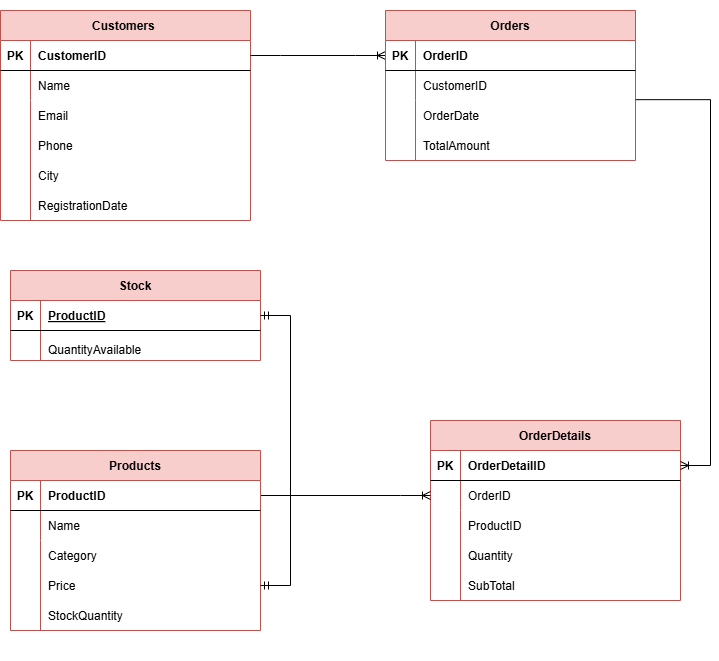 Customers
PK CustomerID
Name
Email
Phone
City
RegistrationDate
Orders
PK OrderID
CustomerID
OrderDate
TotalAmount
Stock
PK ProductID
QuantityAvailable
Products
PK ProductID
Name
Category
Price
StockQuantity
OrderDetails
PK OrderDetailID
OrderID
ProductID
Quantity
SubTotal